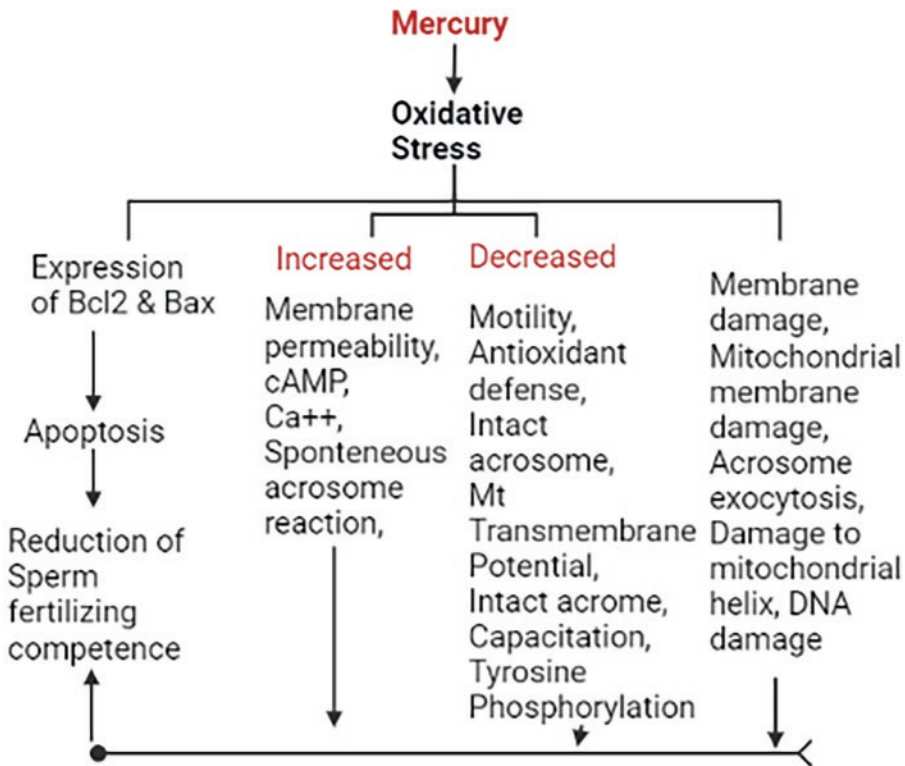 Mercury
Oxidative
Stress
Expression
of Bcl2 & Bax
Apoptosis
Reduction of
Sperm
fertilizing
competence
Increased
Membrane
permeability,
cAMP,
Ca++,
Sponteneous
acrosome
reaction,
Decreased
Motility,
Antioxidant
defense,
Intact
acrosome,
Mt
Transmembrane
Potential,
Intact acrome,
Capacitation,
Tyrosine
Phosphorylation
Membrane
damage,
Mitochondrial
membrane
damage,
Acrosome
exocytosis,
Damage to
mitochondrial
helix, DNA
damage